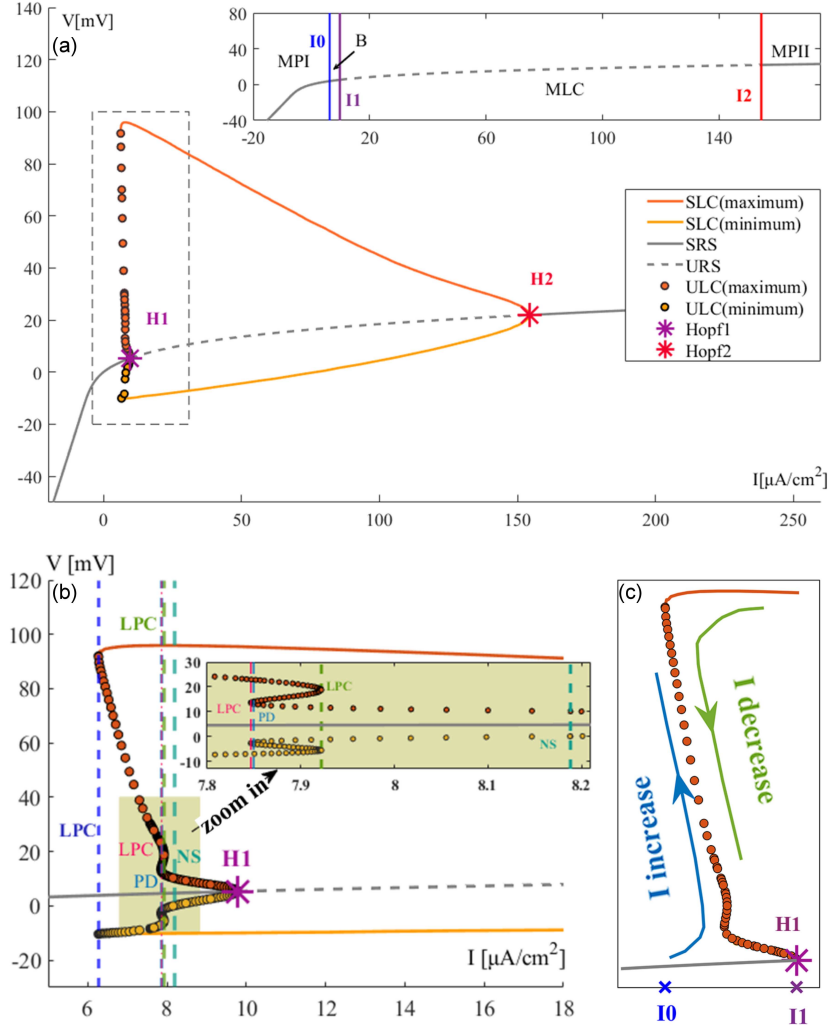 V[mV]
(a)
120
100
80
60
40
20
0
-20
-40
0
50
100
150
200
250
I[μA/cm²]
80
40
0
-40
-20
20
60
100
140
MPI
I0
B
I1
MLC
I2
MPII
H1
H2
SLC(maximum)
SLC(minimum)
SRS
URS
ULC(maximum)
ULC(minimum)
Hopf1
Hopf2
V [mV]
(b)
120
100
80
60
40
20
0
-20
6
8
10
12
14
16
18
I [μA/cm²]
LPC
LPC
LPC
PD
NS
H1
zoom in
30
20
10
0
-10
7.8
7.9
8
8.1
8.2
LPC
PD
LPC
NS
(c)
I decrease
I increase
H1
I0
I1